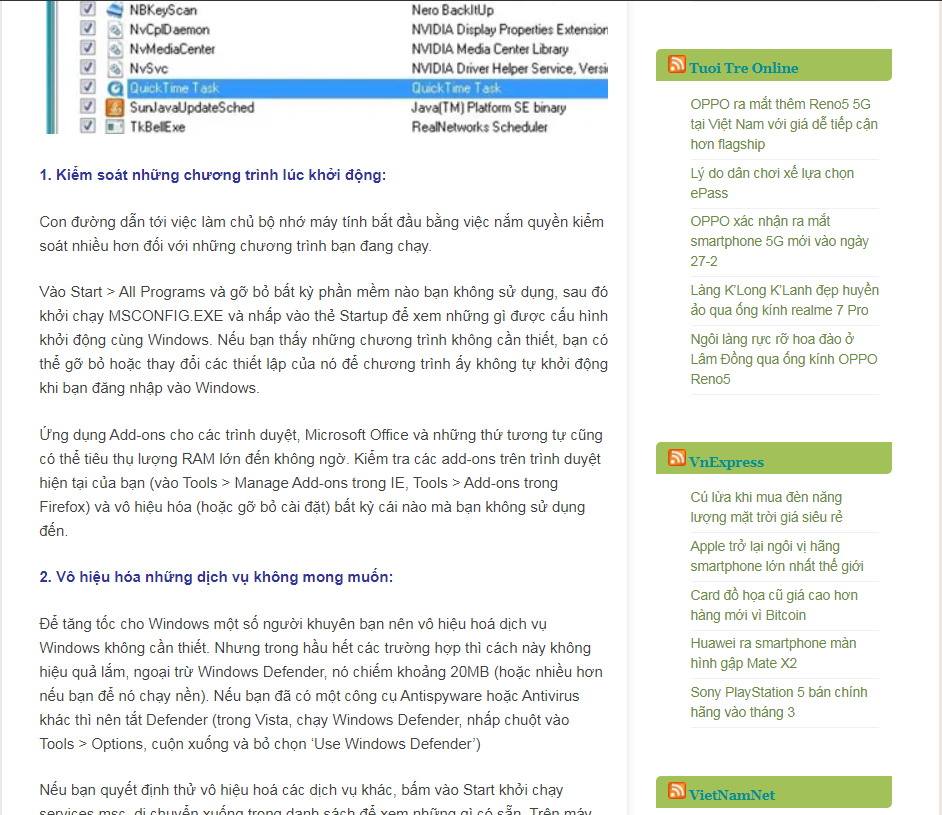 NBKeyScan Nero BackItUp
NvCplDaemon NVIDIA Display Properties Extension
NvMediaCenter NVIDIA Media Center Library
NvSvc NVIDIA Driver Helper Service, Versi
QuickTime Task QuickTime Task
SunJavaUpdateSched Java(TM) Platform SE binary
TkBellExe RealNetworks Scheduler
1. Kiểm soát những chương trình lúc khởi động:
Con đường dẫn tới việc làm chủ bộ nhớ máy tính bắt đầu bằng việc nắm quyền kiểm
soát nhiều hơn đối với những chương trình bạn đang chạy.
Vào Start > All Programs và gỡ bỏ bất kỳ phần mềm nào bạn không sử dụng, sau đó
khởi chạy MSCONFIG.EXE và nhấp vào thẻ Startup để xem những gì được cấu hình
khởi động cùng Windows. Nếu bạn thấy những chương trình không cần thiết, bạn có
thể gỡ bỏ hoặc thay đổi các thiết lập của nó để chương trình ấy không tự khởi động
khi bạn đăng nhập vào Windows.
Ứng dụng Add-ons cho các trình duyệt, Microsoft Office và những thứ tương tự cũng
có thể tiêu thụ lượng RAM lớn đến không ngờ. Kiểm tra các add-ons trên trình duyệt
hiện tại của bạn (vào Tools > Manage Add-ons trong IE, Tools > Add-ons trong
Firefox) và vô hiệu hóa (hoặc gỡ bỏ cài đặt) bất kỳ cái nào mà bạn không sử dụng
đến.
2. Vô hiệu hóa những dịch vụ không mong muốn:
Để tăng tốc cho Windows một số người khuyên bạn nên vô hiệu hoá dịch vụ
Windows không cần thiết. Nhưng trong hầu hết các trường hợp thì cách này không
hiệu quả lắm, ngoại trừ Windows Defender, nó chiếm khoảng 20MB (hoặc nhiều hơn
nếu bạn để nó chạy nền). Nếu bạn đã có một công cụ Antispyware hoặc Antivirus
khác thì nên tắt Defender (trong Vista, chạy Windows Defender, nhấp chuột vào
Tools > Options, cuộn xuống và bỏ chọn ‘Use Windows Defender’)
Nếu bạn quyết định thử vô hiệu hoá các dịch vụ khác, bấm vào Start khởi chạy
services.msc, di chuyển xuống trong danh sách để xem những gì có sẵn. Trên máy
Tuoi Tre Online
OPPO ra mắt thêm Reno5 5G
tại Việt Nam với giá dễ tiếp cận
hơn flagship
Lý do dân chơi xế lựa chọn
ePass
OPPO xác nhận ra mắt
smartphone 5G mới vào ngày
27-2
Làng K’Long K’Lanh đẹp huyền
ảo qua ống kính realme 7 Pro
Ngôi làng rực rỡ hoa đào ở
Lâm Đồng qua ống kính OPPO
Reno5
VnExpress
Cú lừa khi mua đèn năng
lượng mặt trời giá siêu rẻ
Apple trở lại ngôi vị hãng
smartphone lớn nhất thế giới
Card đồ họa cũ giá cao hơn
hàng mới vì Bitcoin
Huawei ra smartphone màn
hình gập Mate X2
Sony PlayStation 5 bán chính
hãng vào tháng 3
VietNamNet